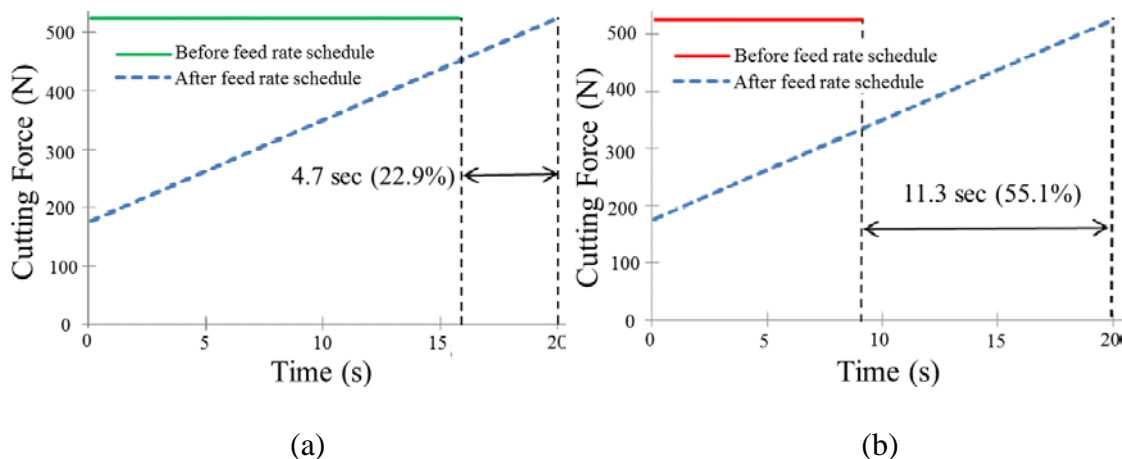 500
400
300
200
100
0
Cutting Force (N)
Before feed rate schedule
After feed rate schedule
4.7 sec (22.9%)
0 5 10 15 20
Time (s)
(a)
500
400
300
200
100
0
Cutting Force (N)
Before feed rate schedule
After feed rate schedule
11.3 sec (55.1%)
0 5 10 15 20
Time (s)
(b)